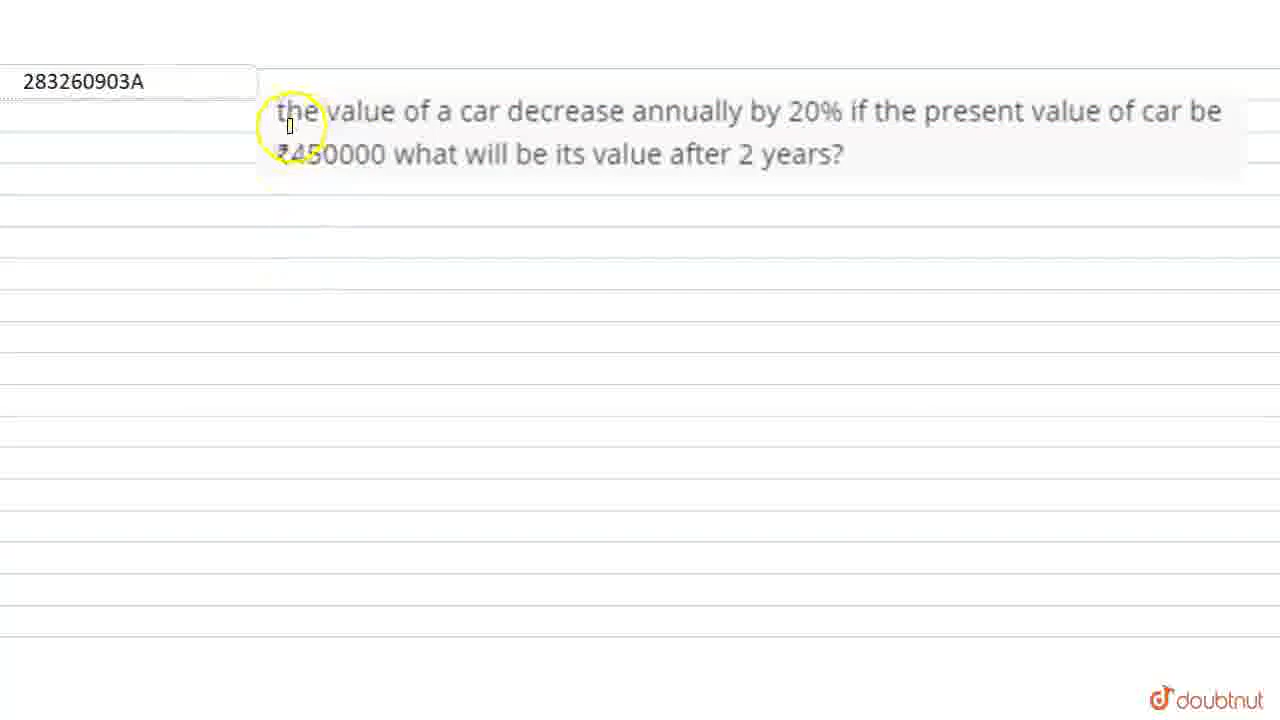 283260903A
the value of a car decrease annually by 20% if the present value of car be
₹450000 what will be its value after 2 years?
doubtnut